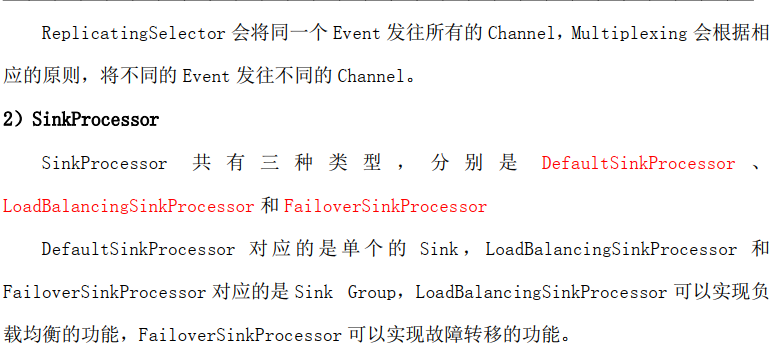 ReplicatingSelector 会将同一个 Event 发往所有的 Channel，Multiplexing 会根据相
应的原则，将不同的 Event 发往不同的 Channel。
2）SinkProcessor
SinkProcessor 共有三种类型，分别是 DefaultSinkProcessor、
LoadBalancingSinkProcessor 和 FailoverSinkProcessor
DefaultSinkProcessor 对应的是单个的 Sink，LoadBalancingSinkProcessor 和
FailoverSinkProcessor 对应的是 Sink Group，LoadBalancingSinkProcessor 可以实现负
载均衡的功能，FailoverSinkProcessor 可以实现故障转移的功能。